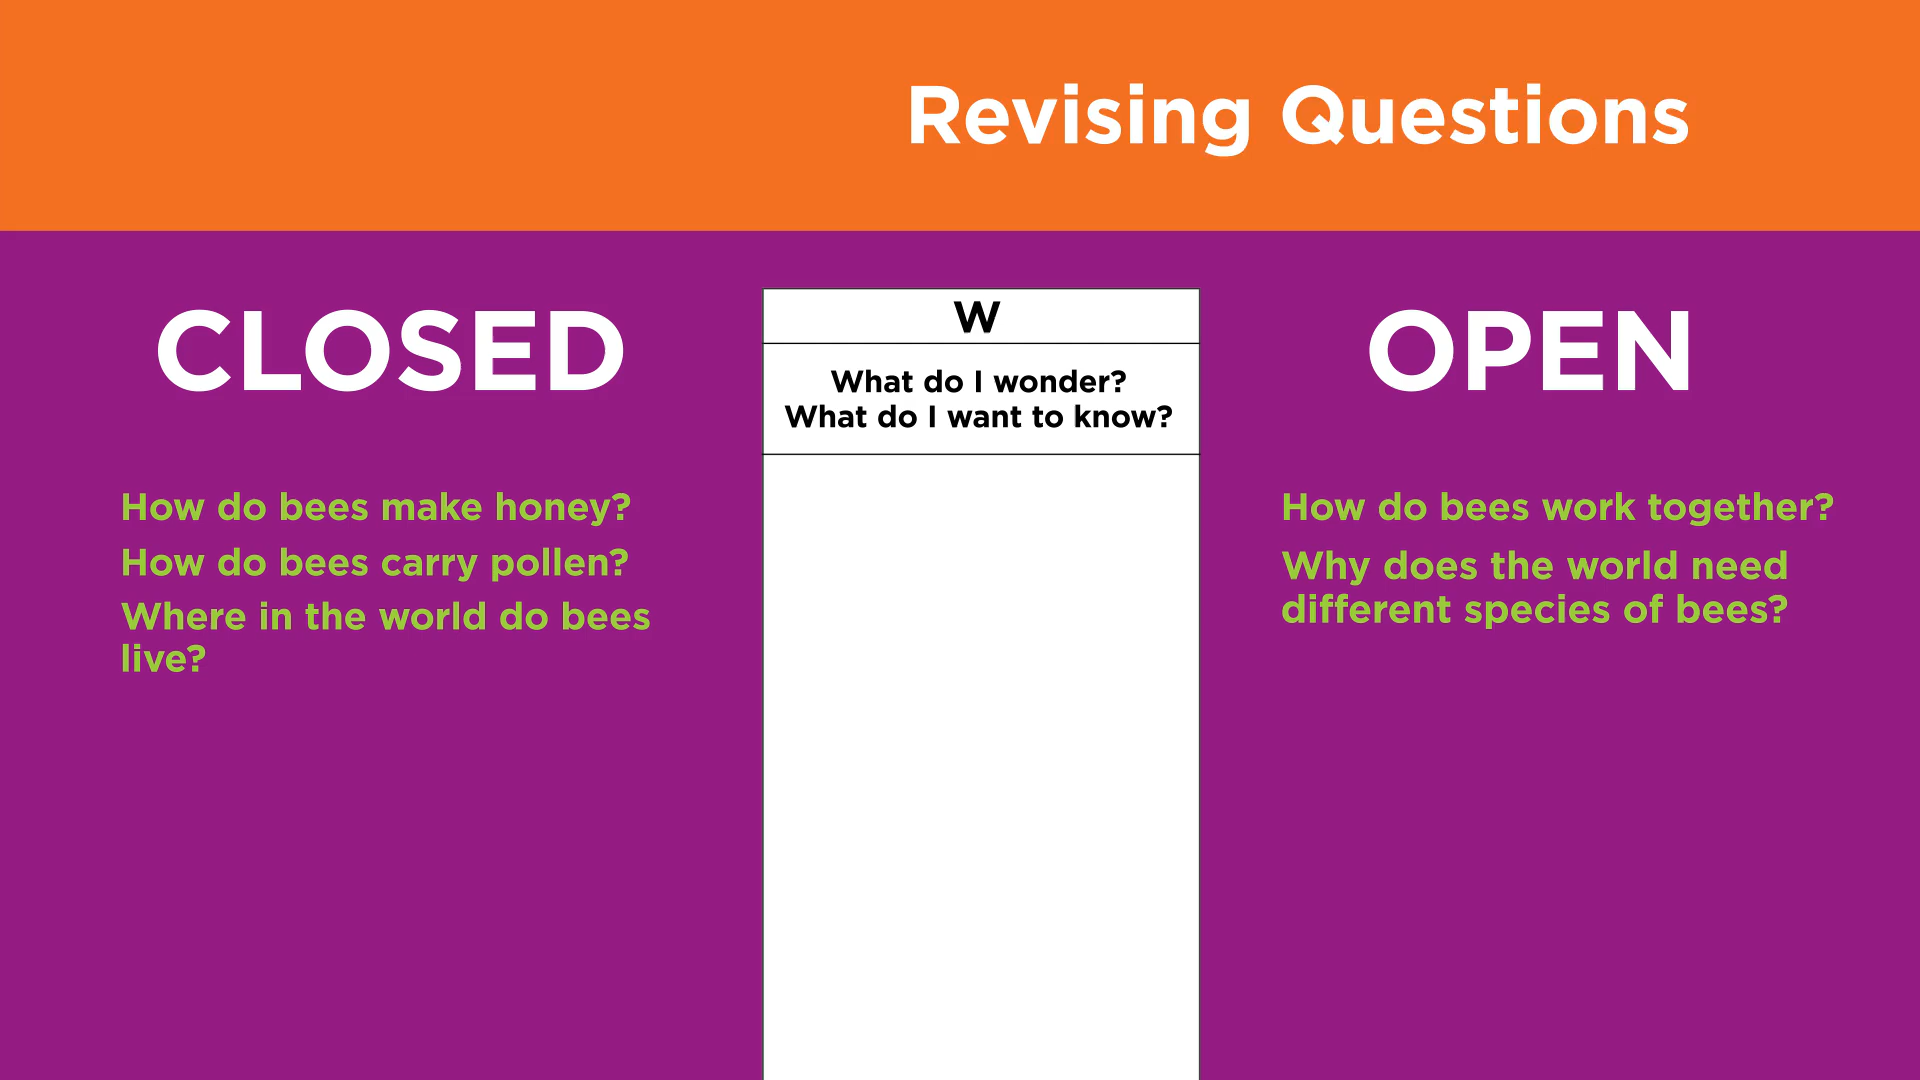 Revising Questions
CLOSED
How do bees make honey?
How do bees carry pollen?
Where in the world do bees
live?
W
What do I wonder?
What do I want to know?
OPEN
How do bees work together?
Why does the world need
different species of bees?